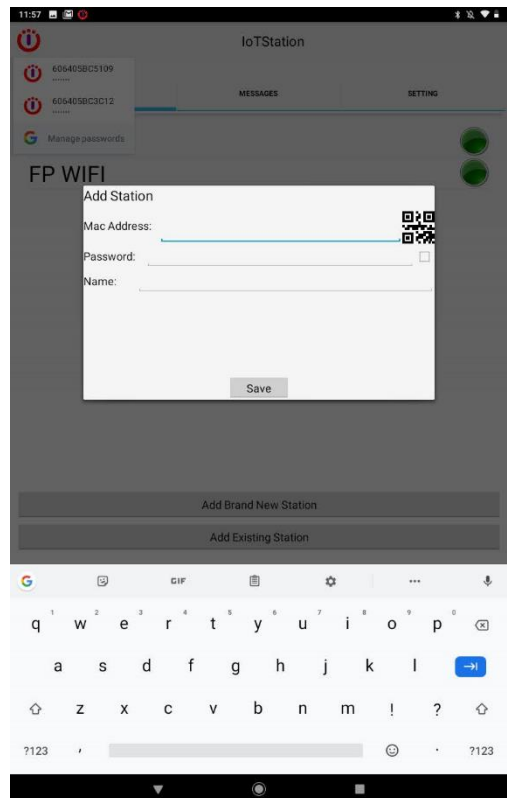 11:57
IoTStation
606405BC5109
606405BC3C12
Manage passwords
MESSAGES
SETTING
FP WIFI
Add Station
Mac Address:
Password:
Name:
Save
Add Brand New Station
Add Existing Station
G GIF ...
1 2 3 4 5 6 7 8 9 0
q w e r t y u i o p
a s d f g h j k l
z x c v b n m ! ?
?123 , . ?123